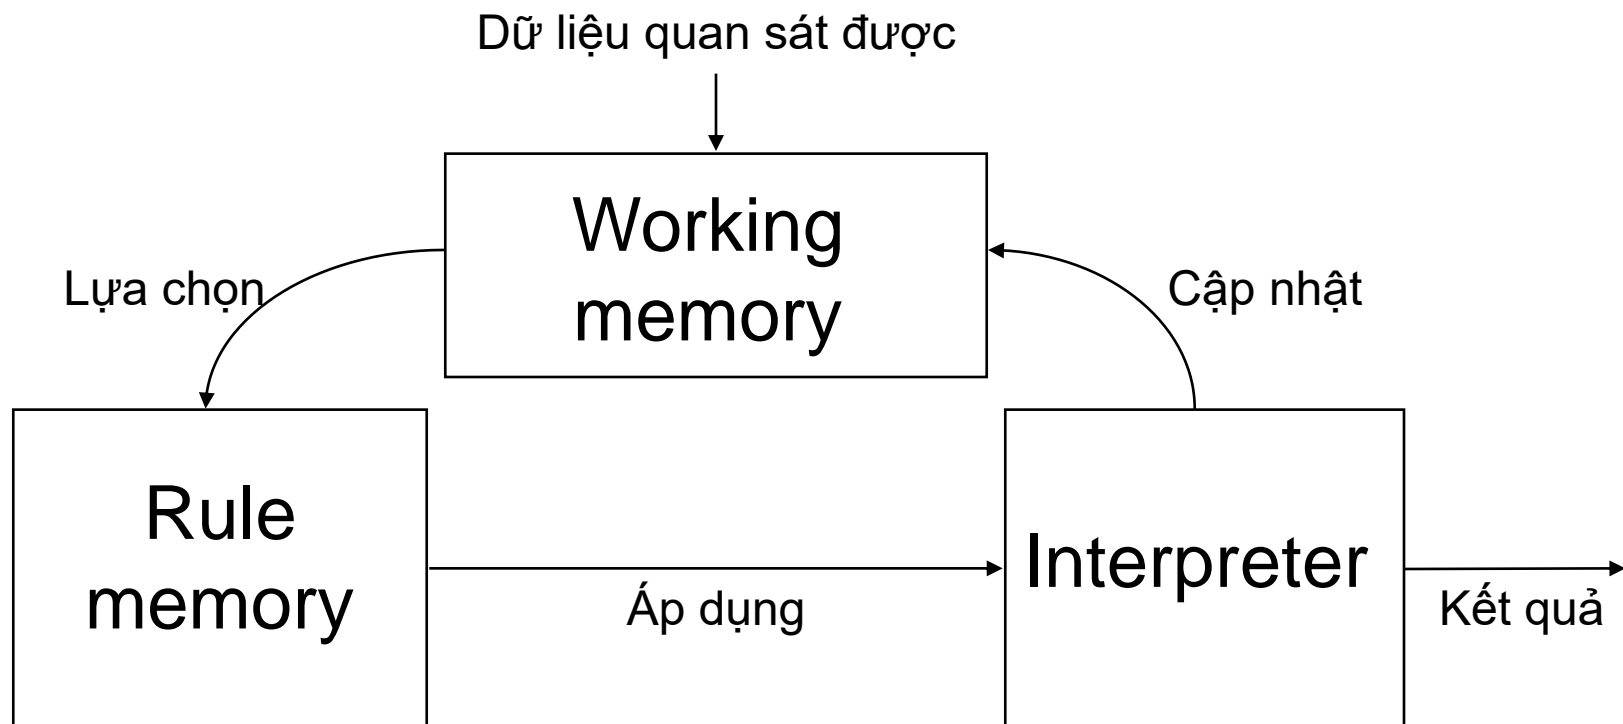 Dữ liệu quan sát được
Working
memory
Lựa chọn
Cập nhật
Rule
memory
Interpreter
Áp dụng
Kết quả